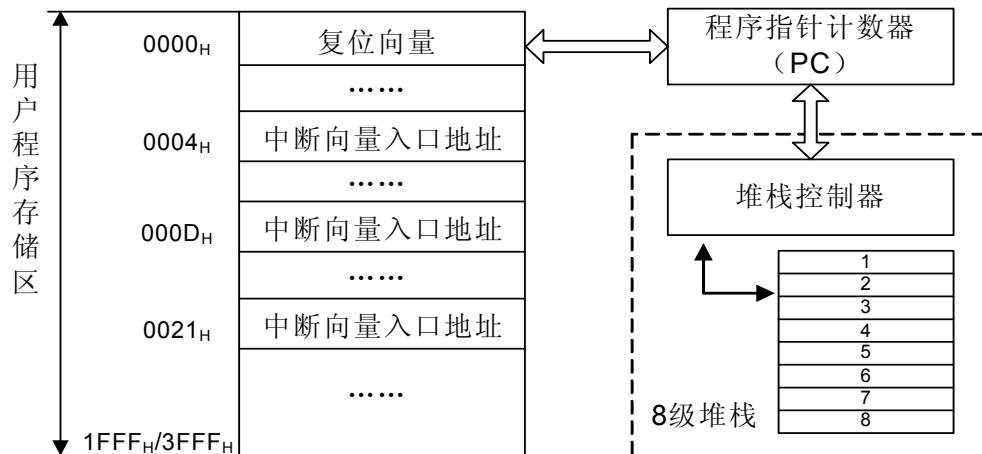 用户程序存储区
0000H
复位向量
……
0004H
中断向量入口地址
……
000DH
中断向量入口地址
……
0021H
中断向量入口地址
……
1FFFH/3FFFH
程序指针计数器
（PC）
堆栈控制器
1
2
3
4
5
6
7
8
8级堆栈